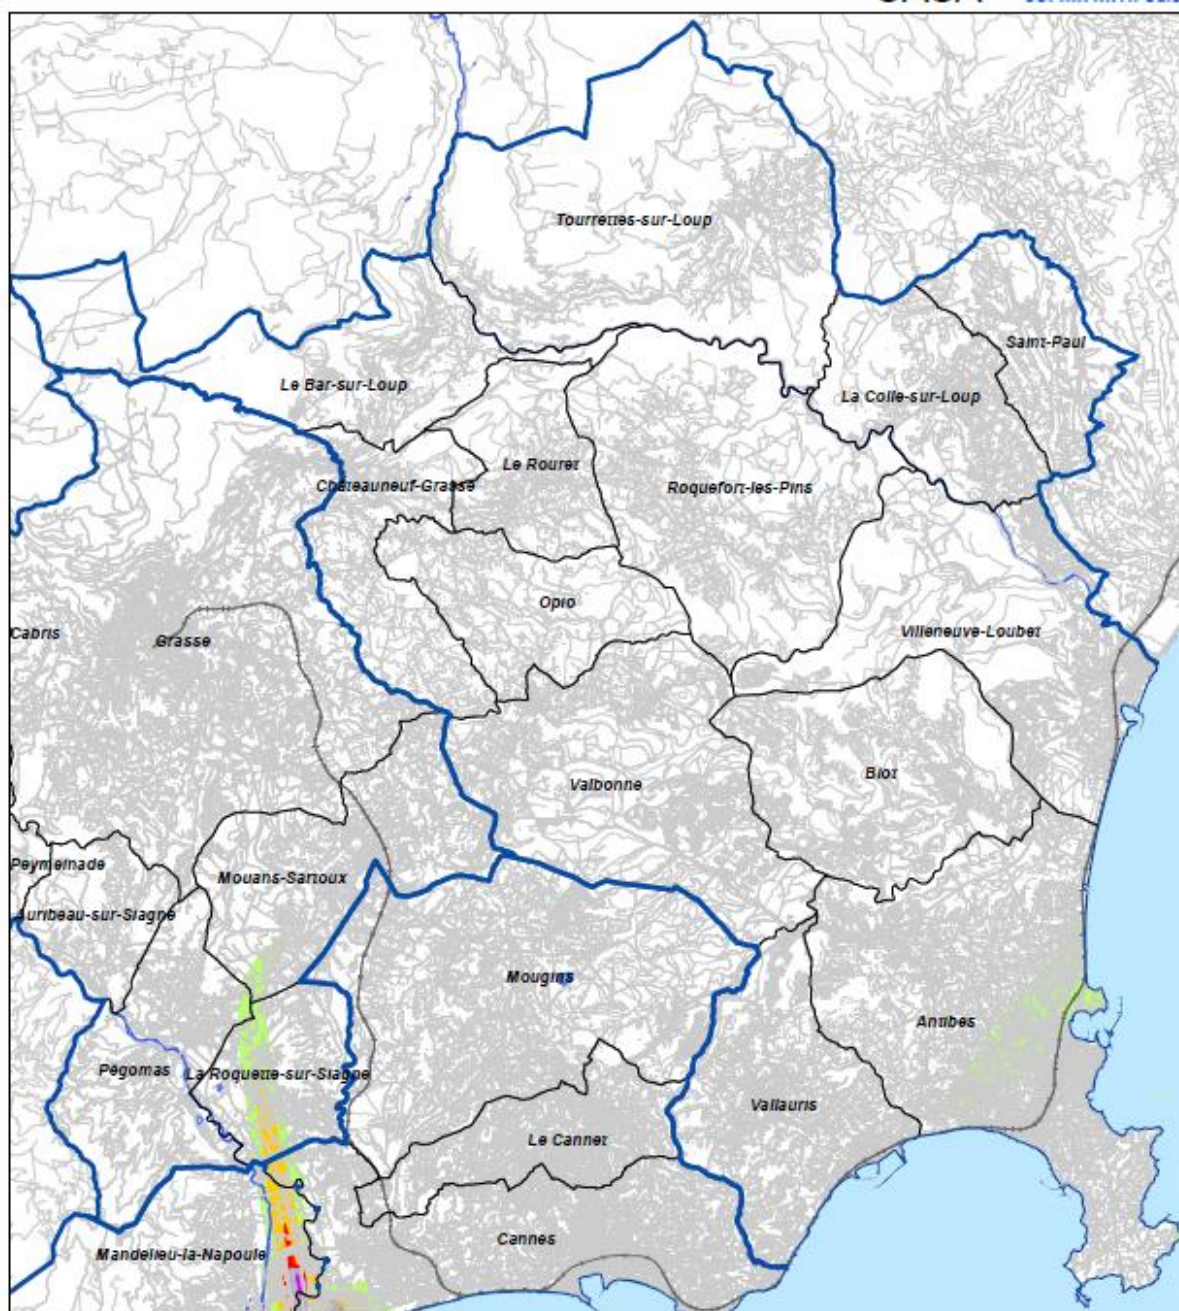 CASA
Tourrettes-sur-Loup
Saint-Paul
Le Bar-sur-Loup
La Colle-sur-Loup
Le Rouret
Châteauneuf-Grasse
Roquefort-les-Pins
Opio
Cabris
Grasse
Villeneuve-Loubet
Valbonne
Biot
Peymeinade
Mouans-Sartoux
Auribeau-sur-Siagne
Mougins
Antibes
Pégomas
La Roquette-sur-Siagne
Vallauris
Le Cannet
Cannes
Mandelieu-la-Napoule